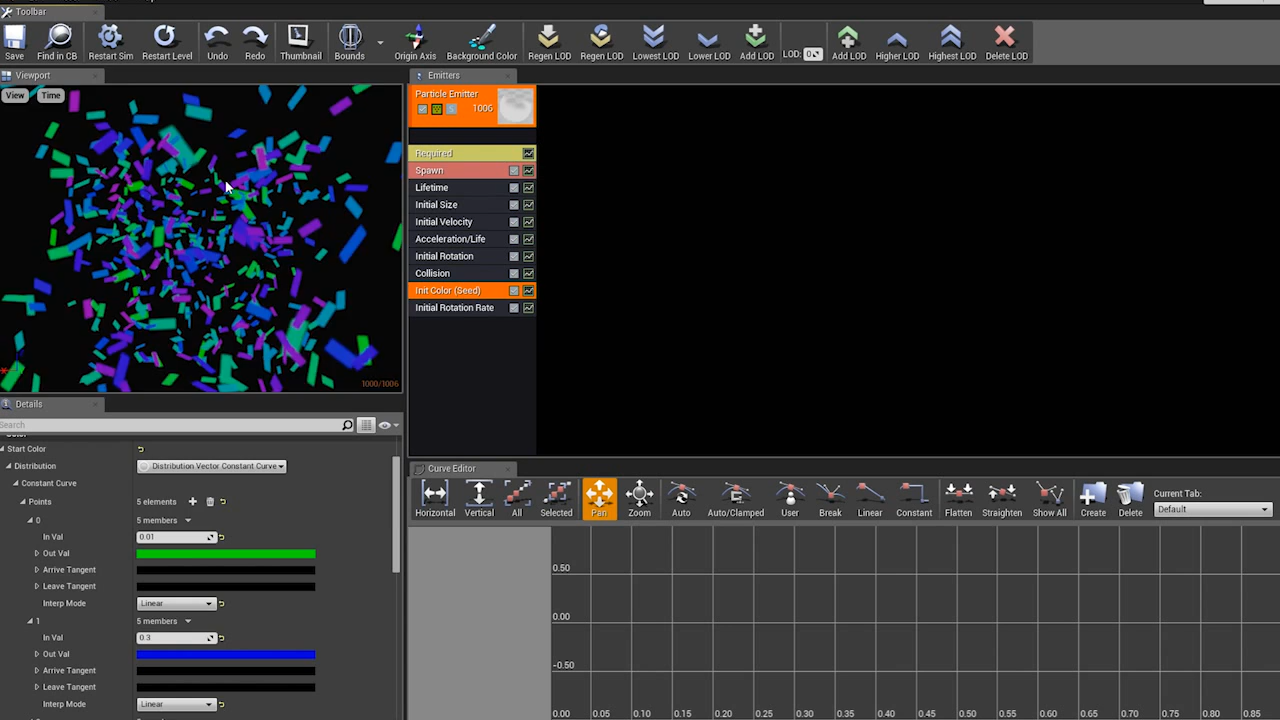 Toolbar
Save
Find in CB
Restart Sim
Restart Level
Undo
Redo
Thumbnail
Bounds
Origin Axis
Background Color
Regen LOD
Regen LOD
Lowest LOD
Lower LOD
Add LOD
LOD: 0
Add LOD
Higher LOD
Highest LOD
Delete LOD
Viewport
View
Time
1000/1006
Emitters
Particle Emitter
1006
Required
Spawn
Lifetime
Initial Size
Initial Velocity
Acceleration/Life
Initial Rotation
Collision
Init Color (Seed)
Initial Rotation Rate
Details
Search
Start Color
Distribution
Distribution Vector Constant Curve
Constant Curve
Points
5 elements
0
5 members
In Val
0.01
Out Val
Arrive Tangent
Leave Tangent
Interp Mode
Linear
1
5 members
In Val
0.3
Out Val
Arrive Tangent
Leave Tangent
Interp Mode
Linear
Curve Editor
Horizontal
Vertical
All
Selected
Pan
Zoom
Auto
Auto/Clamped
User
Break
Linear
Constant
Flatten
Straighten
Show All
Create
Delete
Current Tab:
Default
0.50
0.00
-0.50
0.00 0.05 0.10 0.15 0.20 0.25 0.30 0.35 0.40 0.45 0.50 0.55 0.60 0.65 0.70 0.75 0.80 0.85